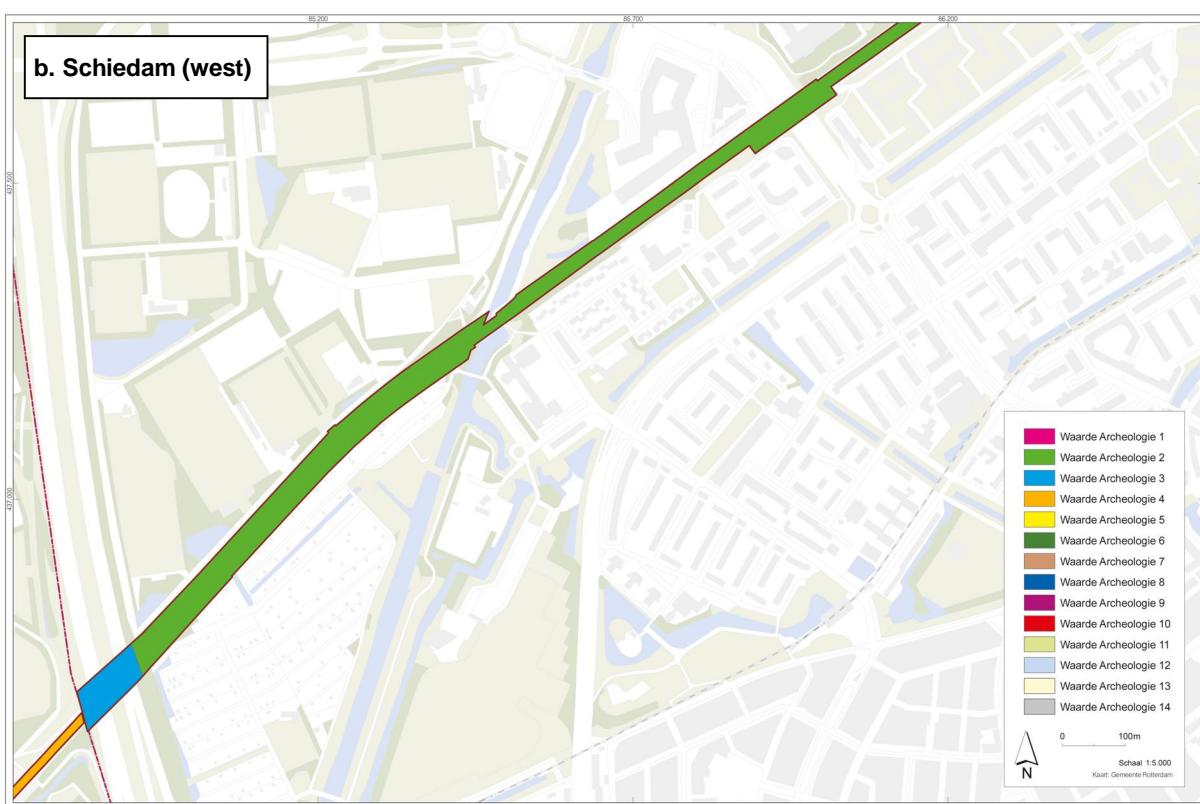 85.200 85.700 86.200
b. Schiedam (west)
437.500
437.000
Waarde Archeologie 1
Waarde Archeologie 2
Waarde Archeologie 3
Waarde Archeologie 4
Waarde Archeologie 5
Waarde Archeologie 6
Waarde Archeologie 7
Waarde Archeologie 8
Waarde Archeologie 9
Waarde Archeologie 10
Waarde Archeologie 11
Waarde Archeologie 12
Waarde Archeologie 13
Waarde Archeologie 14
0 100m
N
Schaal 1:5.000
Kaart: Gemeente Rotterdam